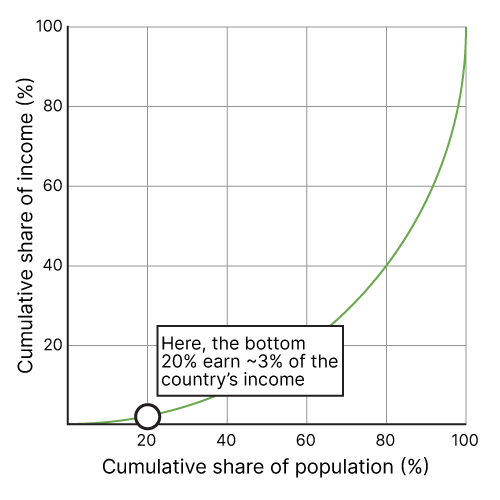 Cumulative share of income (%)
100
80
60
40
20
Here, the bottom
20% earn ~3% of the
country’s income
20
40
60
80
100
Cumulative share of population (%)